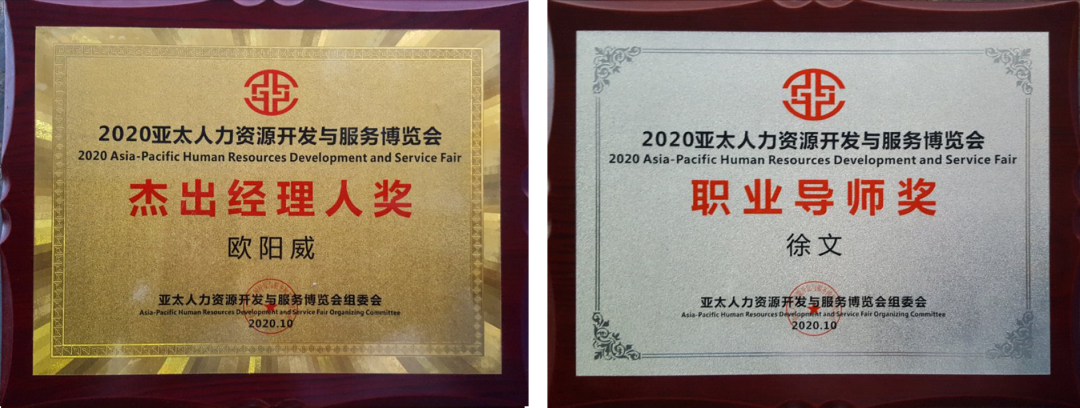 2020亚太人力资源开发与服务博览会
2020 Asia-Pacific Human Resources Development and Service Fair
杰出经理人奖
欧阳威
亚太人力资源开发与服务博览会组委会
Asia-Pacific Human Resources Development and Service Fair Organizing Committee
2020.10
2020亚太人力资源开发与服务博览会
2020 Asia-Pacific Human Resources Development and Service Fair
职业导师奖
徐文
亚太人力资源开发与服务博览会组委会
Asia-Pacific Human Resources Development and Service Fair Organizing Committee
2020.10